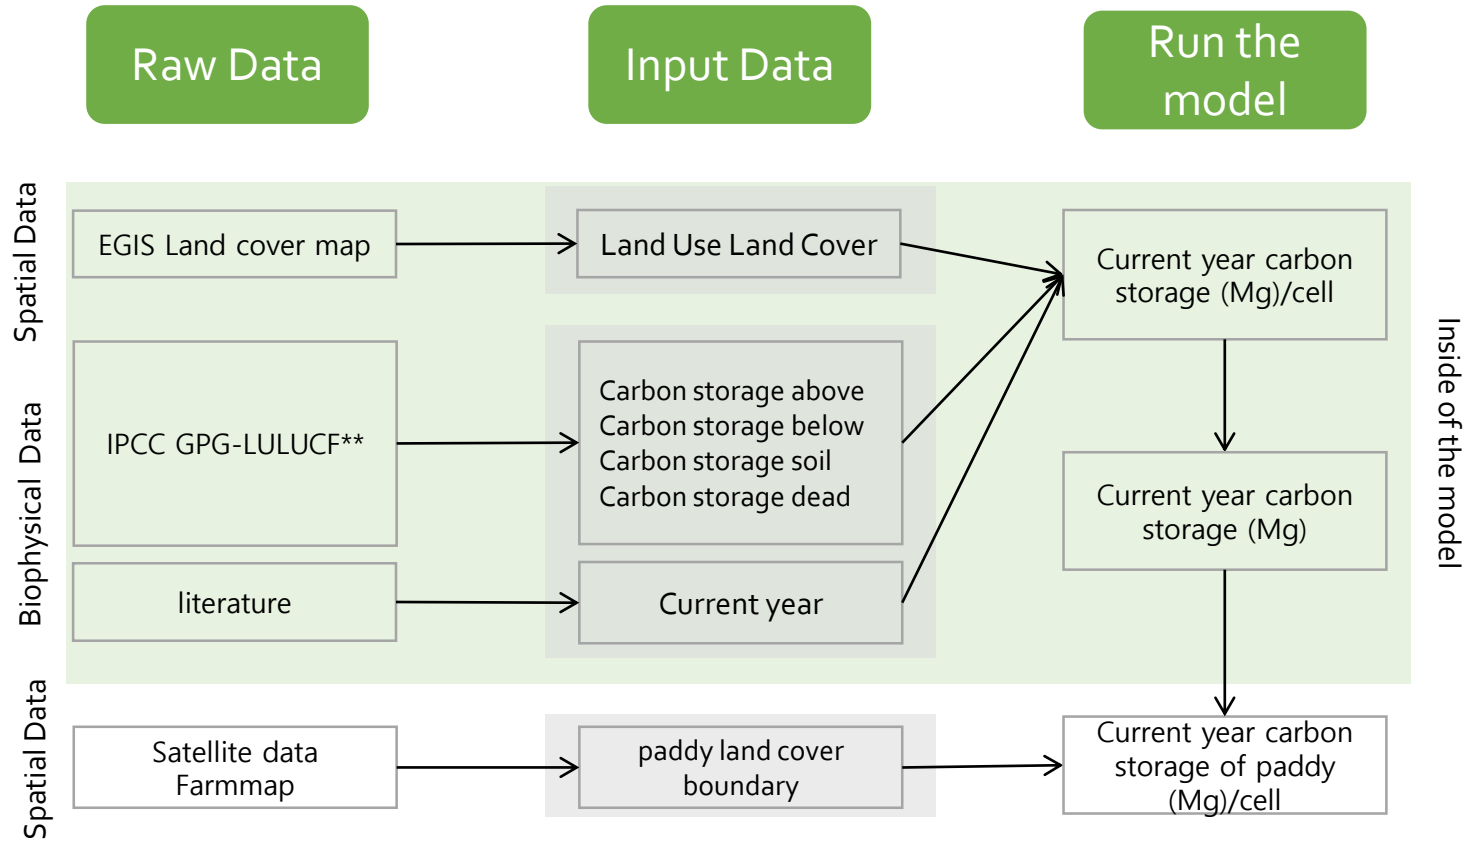 Raw Data
Input Data
Run the
model
Spatial Data
EGIS Land cover map
Land Use Land Cover
Current year carbon
storage (Mg)/cell
Biophysical Data
IPCC GPG-LULUCF**
Carbon storage above
Carbon storage below
Carbon storage soil
Carbon storage dead
Current year carbon
storage (Mg)
literature
Current year
Inside of the model
Spatial Data
Satellite data
Farmmap
paddy land cover
boundary
Current year carbon
storage of paddy
(Mg)/cell